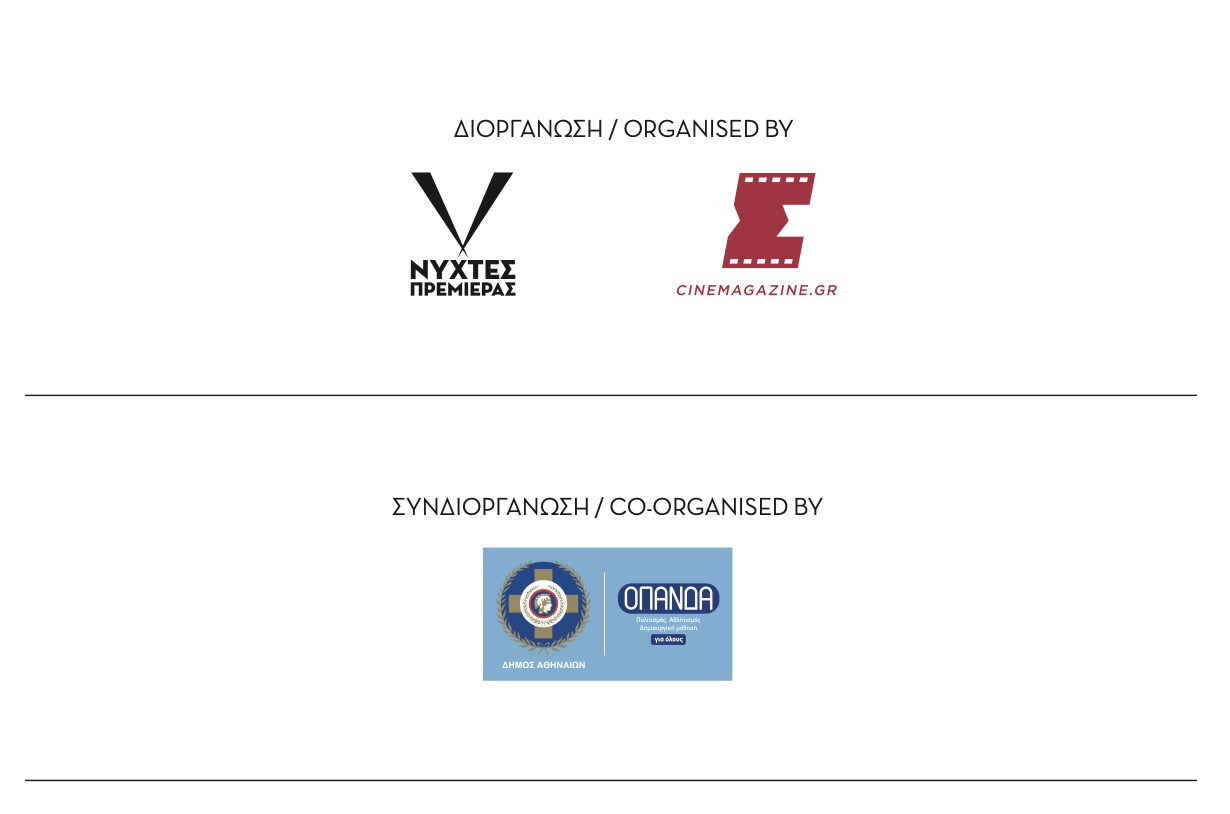 ΔΙΟΡΓΑΝΩΣΗ / ORGANISED BY
ΝΥΧΤΕΣ
ΠΡΕΜΙΕΡΑΣ
CINEMAGAZINE.GR
ΣΥΝΔΙΟΡΓΑΝΩΣΗ / CO-ORGANISED BY
ΔΗΜΟΣ ΑΘΗΝΑΙΩΝ
ΟΠΑΝΔΑ
Πολιτισμός, Αθλητισμός
Δημιουργική μάθηση
για όλους